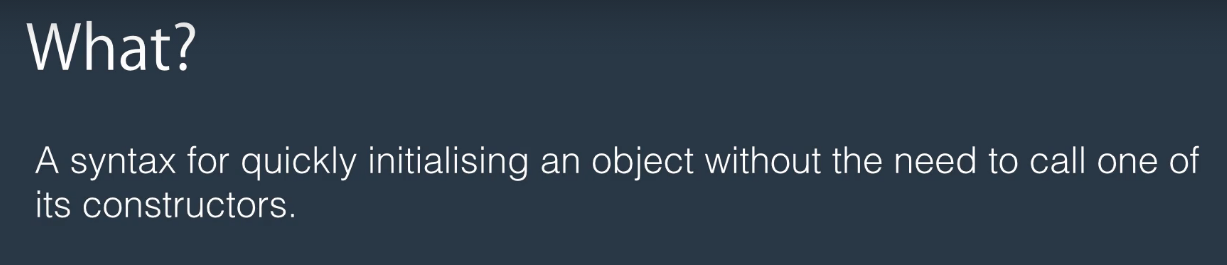 What?
A syntax for quickly initialising an object without the need to call one of
its constructors.